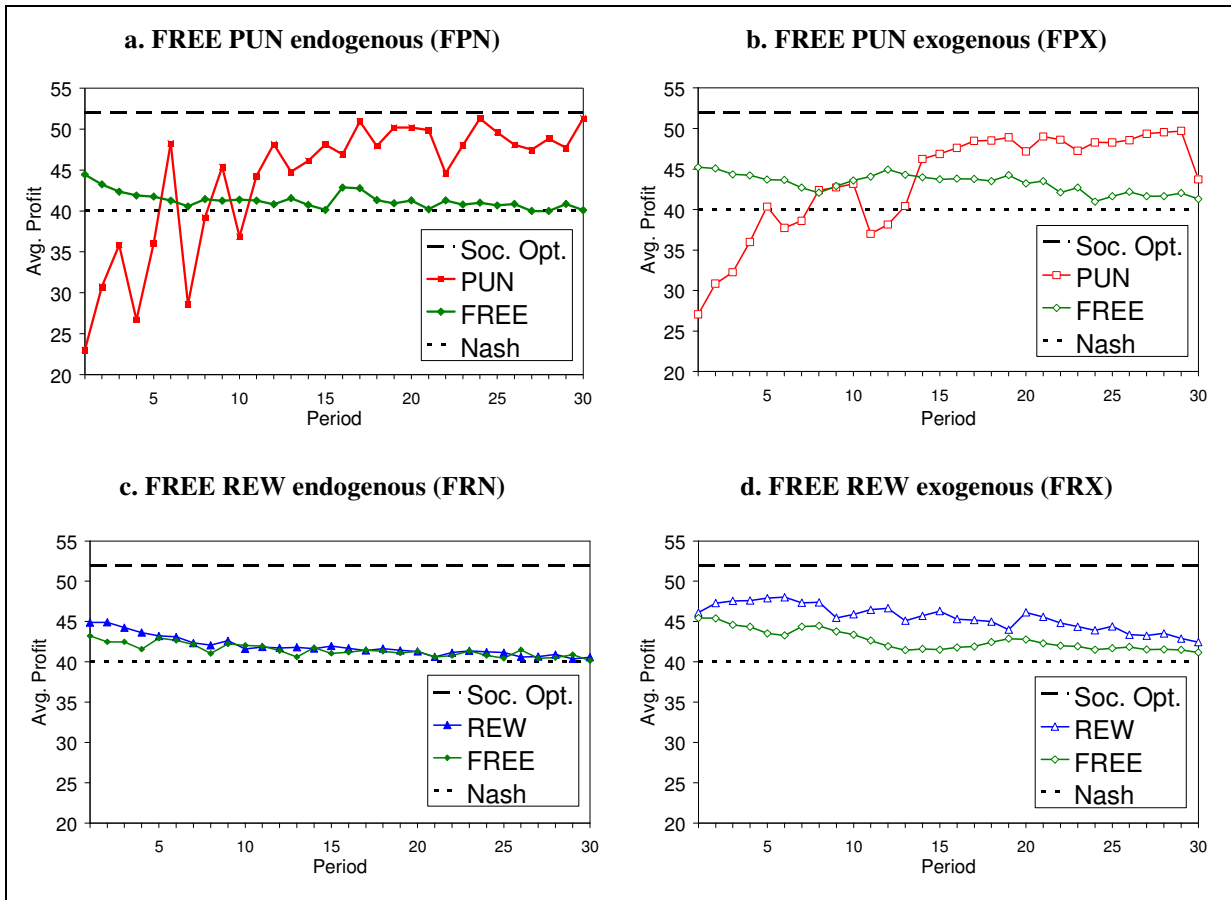 a. FREE PUN endogenous (FPN)
55
50
45
40
35
30
25
20
Avg. Profit
Soc. Opt.
PUN
FREE
Nash
5 10 15 20 25 30
Period
b. FREE PUN exogenous (FPX)
55
50
45
40
35
30
25
20
Avg. Profit
Soc. Opt.
PUN
FREE
Nash
5 10 15 20 25 30
Period
c. FREE REW endogenous (FRN)
55
50
45
40
35
30
25
20
Avg. Profit
Soc. Opt.
REW
FREE
Nash
5 10 15 20 25 30
Period
d. FREE REW exogenous (FRX)
55
50
45
40
35
30
25
20
Avg. Profit
Soc. Opt.
REW
FREE
Nash
5 10 15 20 25 30
Period